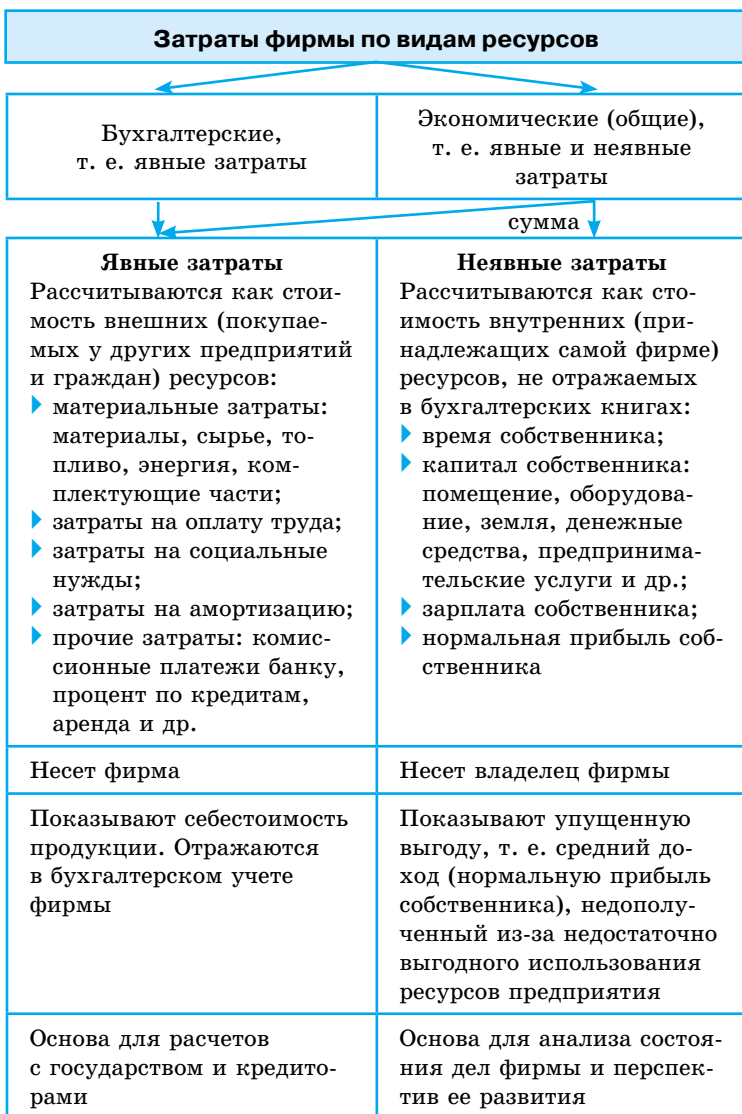 Затраты фирмы по видам ресурсов
Бухгалтерские,
т. е. явные затраты
Экономические (общие),
т. е. явные и неявные
затраты
сумма
Явные затраты
Рассчитываются как стои-
мость внешних (покупае-
мых у других предприятий
и граждан) ресурсов:
материальные затраты:
материалы, сырье, то-
пливо, энергия, ком-
плектующие части;
затраты на оплату труда;
затраты на социальные
нужды;
затраты на амортизацию;
прочие затраты: комис-
сионные платежи банку,
процент по кредитам,
аренда и др.
Неявные затраты
Рассчитываются как сто-
имость внутренних (при-
надлежащих самой фирме)
ресурсов, не отражаемых
в бухгалтерских книгах:
время собственника;
капитал собственника:
помещение, оборудова-
ние, земля, денежные
средства, предпринима-
тельские услуги и др.;
зарплата собственника;
нормальная прибыль соб-
ственника
Несет фирма
Несет владелец фирмы
Показывают себестоимость
продукции. Отражаются
в бухгалтерском учете
фирмы
Показывают упущенную
выгоду, т. е. средний до-
ход (нормальную прибыль
собственника), недополу-
ченный из-за недостаточно
выгодного использования
ресурсов предприятия
Основа для расчетов
с государством и кредито-
рами
Основа для анализа состоя-
ния дел фирмы и перспек-
тив ее развития